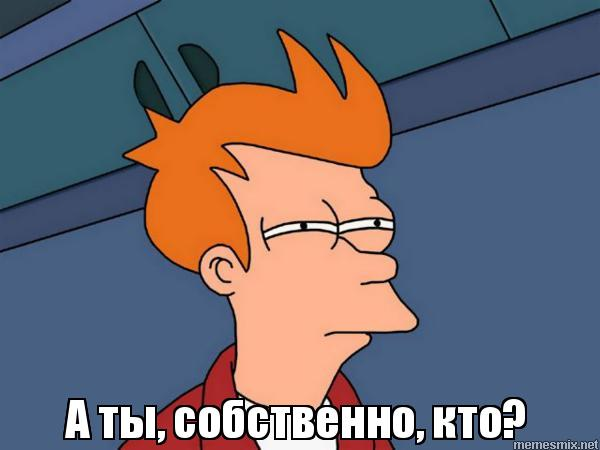 А ты, собственно, кто?
memesmix.net